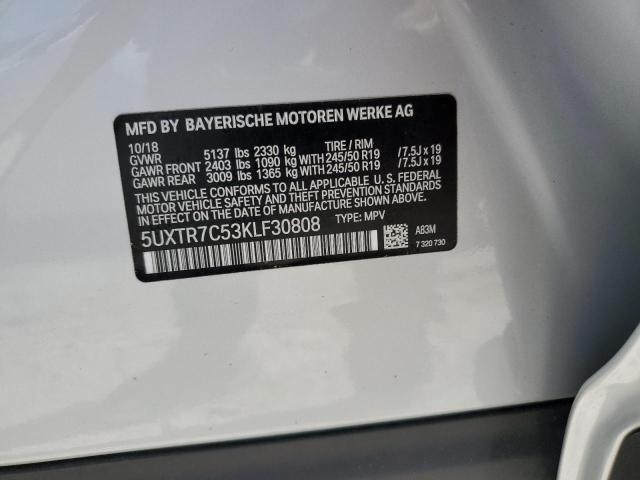 MFD BY BAYERISCHE MOTOREN WERKE AG
10/18 TIRE / RIM
GVWR 5137 lbs 2330 kg
GAWR FRONT 2403 lbs 1090 kg WITH 245/50 R19 /7.5J x 19
GAWR REAR 3009 lbs 1365 kg WITH 245/50 R19 /7.5J x 19
THIS VEHICLE CONFORMS TO ALL APPLICABLE U. S. FEDERAL
MOTOR VEHICLE SAFETY STANDARDS IN EFFECT ON THE
DATE OF MANUFACTURE SHOWN ABOVE.
5UXTR7C53KLF30808 TYPE: MPV
A83M
7 320 730